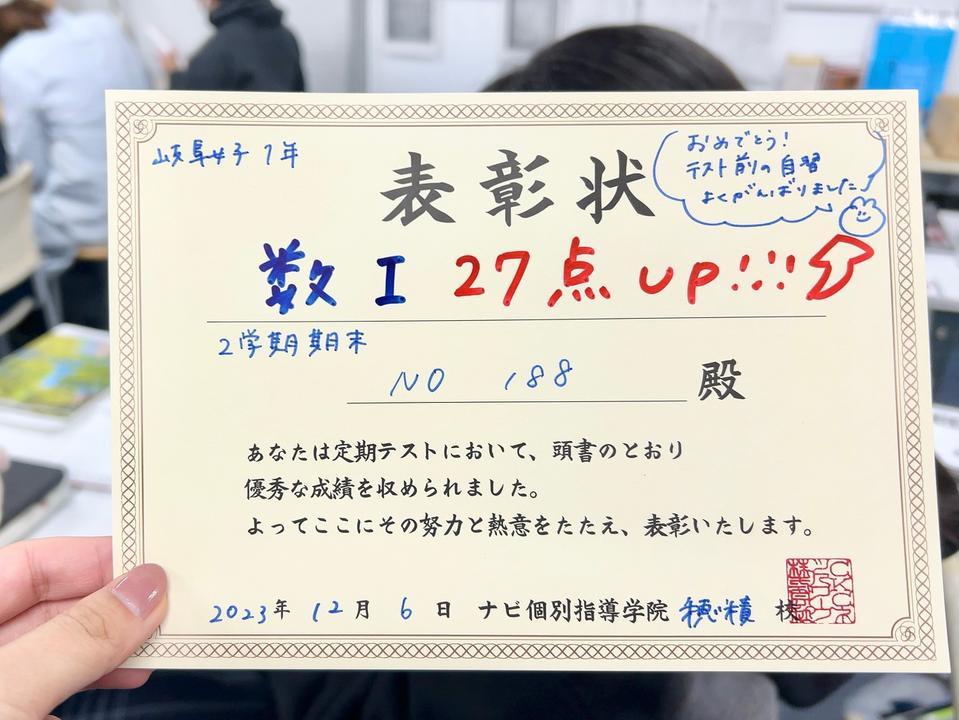 岐阜女子 1年
表彰状
おめでとう!
テスト前の自習
よくがんばりました
数I 27点 UP!!!
2学期期末
NO 188 殿
あなたは定期テストにおいて、頭書のとおり
優秀な成績を収められました。
よってここにその努力と熱意をたたえ、表彰いたします。
2023年 12月 6日 ナビ個別指導学院 穂積 校